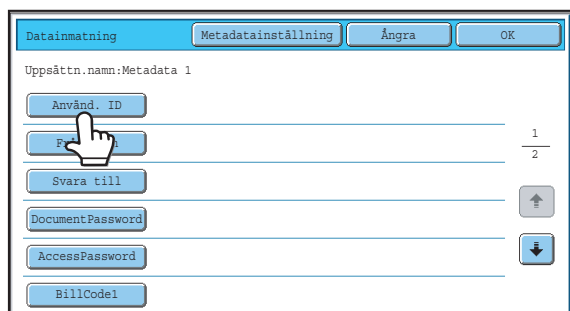 Datainmatning Metadatainställning Ångra OK
Uppsättn.namn:Metadata 1
Använd. ID
1
2
Svara till
DocumentPassword
AccessPassword
BillCode1